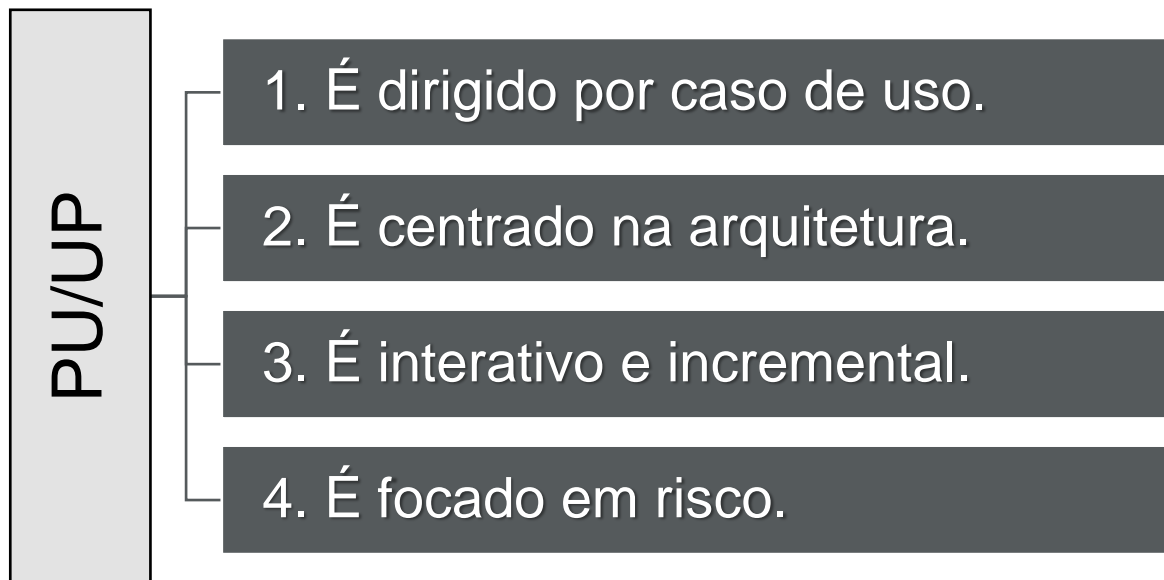 PU/UP
1. É dirigido por caso de uso.
2. É centrado na arquitetura.
3. É interativo e incremental.
4. É focado em risco.